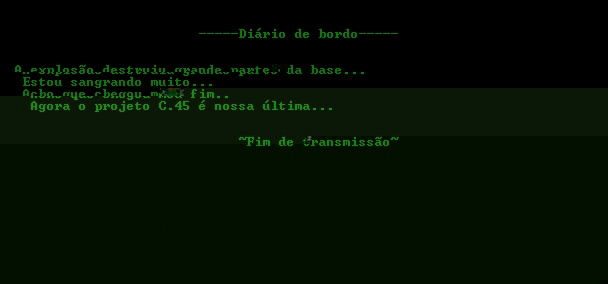 -----Diário de bordo-----
A explosão destruiu grande parte da base...
Estou sangrando muito...
Acho que chegou meu fim..
Agora o projeto C.45 é nossa última...
~Fim de transmissão~